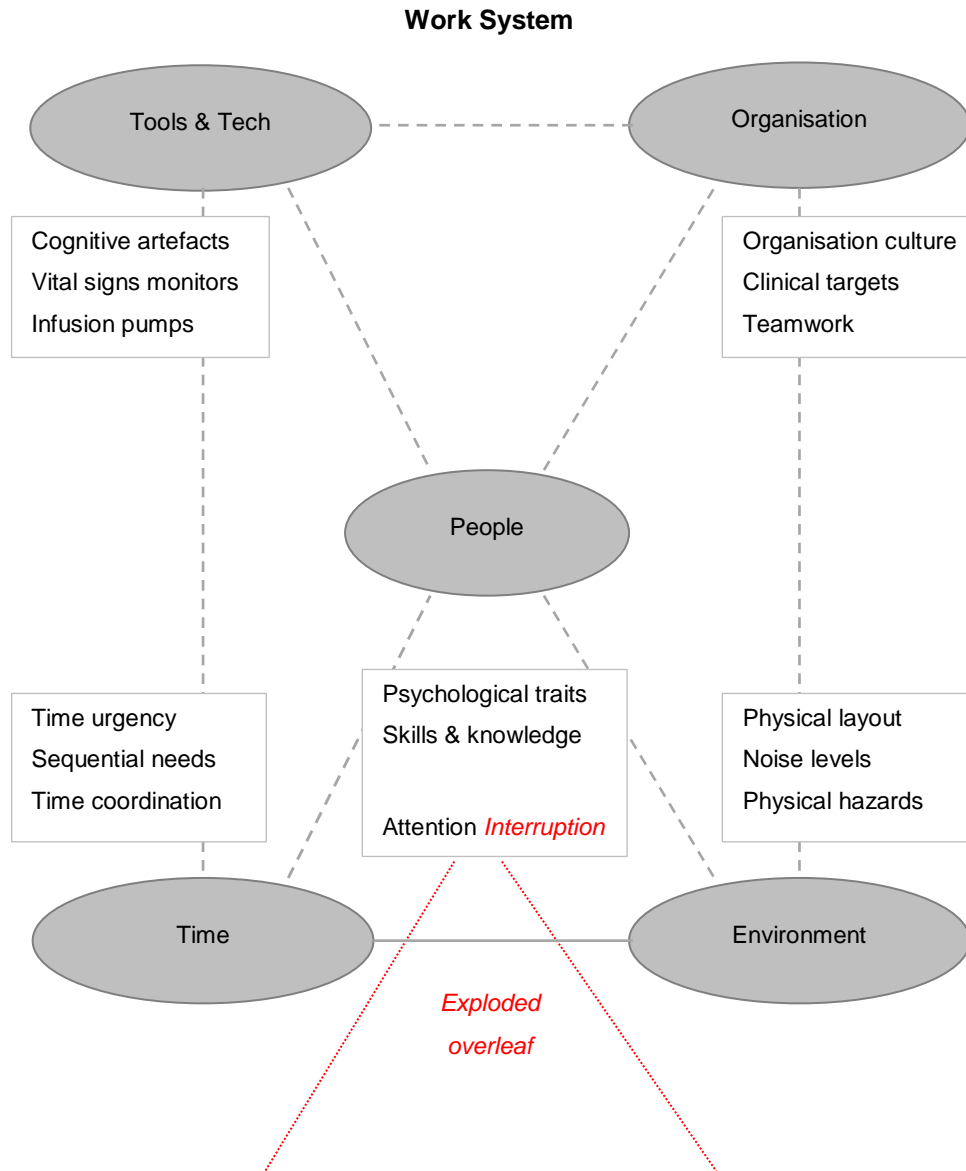 Work System
Tools & Tech
Organisation
Cognitive artefacts
Vital signs monitors
Infusion pumps
Organisation culture
Clinical targets
Teamwork
People
Time urgency
Sequential needs
Time coordination
Psychological traits
Skills & knowledge
Attention Interruption
Physical layout
Noise levels
Physical hazards
Time
Environment
Exploded
overleaf